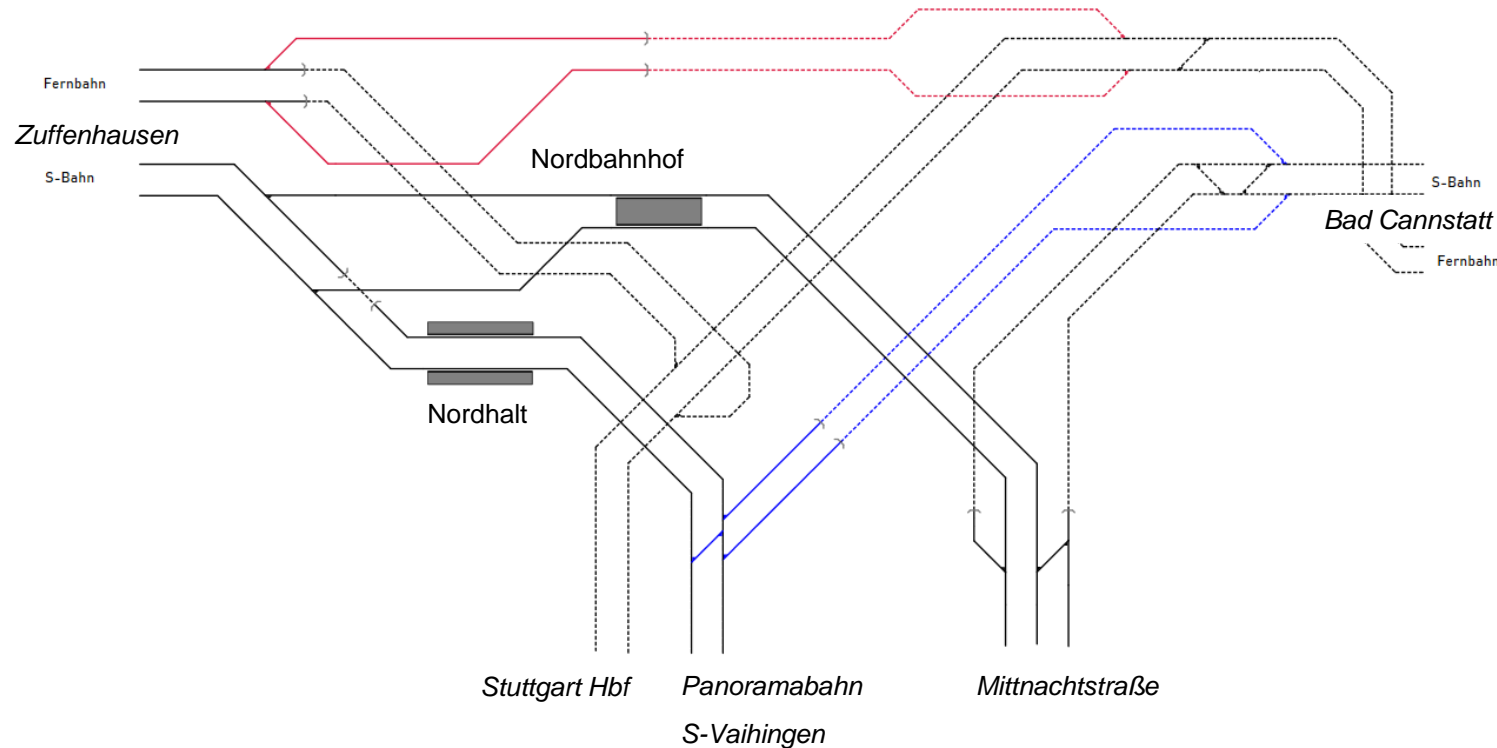 Fernbahn
Zuffenhausen
S-Bahn
Nordbahnhof
S-Bahn
Bad Cannstatt
Fernbahn
Nordhalt
Stuttgart Hbf
Panoramabahn
Mittnachtstraße
S-Vaihingen